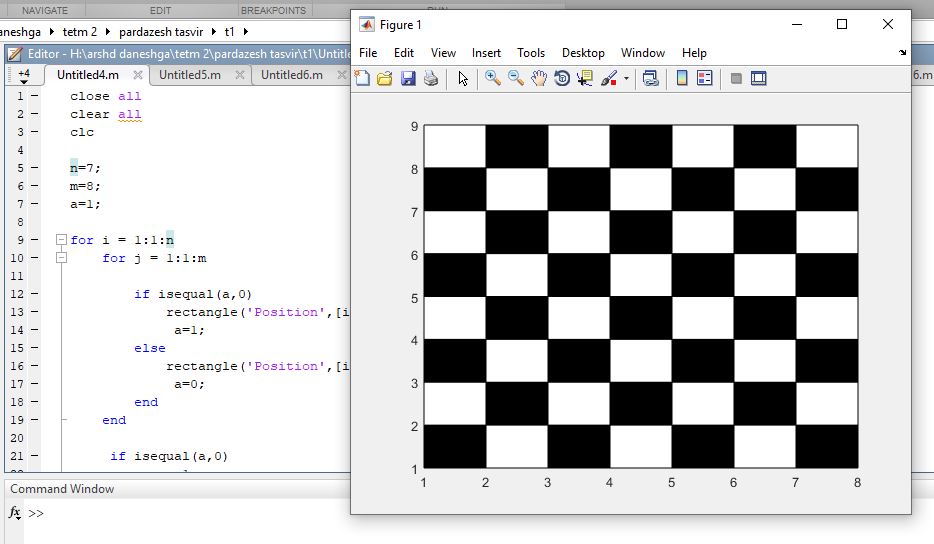 NAVIGATE EDIT BREAKPOINTS
aneshga tetm 2 pardazesh tasvir t1
Editor - H:\arshd daneshga\tetm 2\pardazesh tasvir\t1\Untitle
+4 Untitled4.m Untitled5.m Untitled6.m
6.m
1 close all
2 clear all
3 clc
4
5 n=7;
6 m=8;
7 a=1;
8
9 for i = 1:1:n
10 for j = 1:1:m
11
12 if isequal(a,0)
13 rectangle('Position',[i
14 a=1;
15 else
16 rectangle('Position',[i
17 a=0;
18 end
19 end
20
21 if isequal(a,0)
Command Window
fx >>
Figure 1
File Edit View Insert Tools Desktop Window Help
9
8
7
6
5
4
3
2
1
1 2 3 4 5 6 7 8